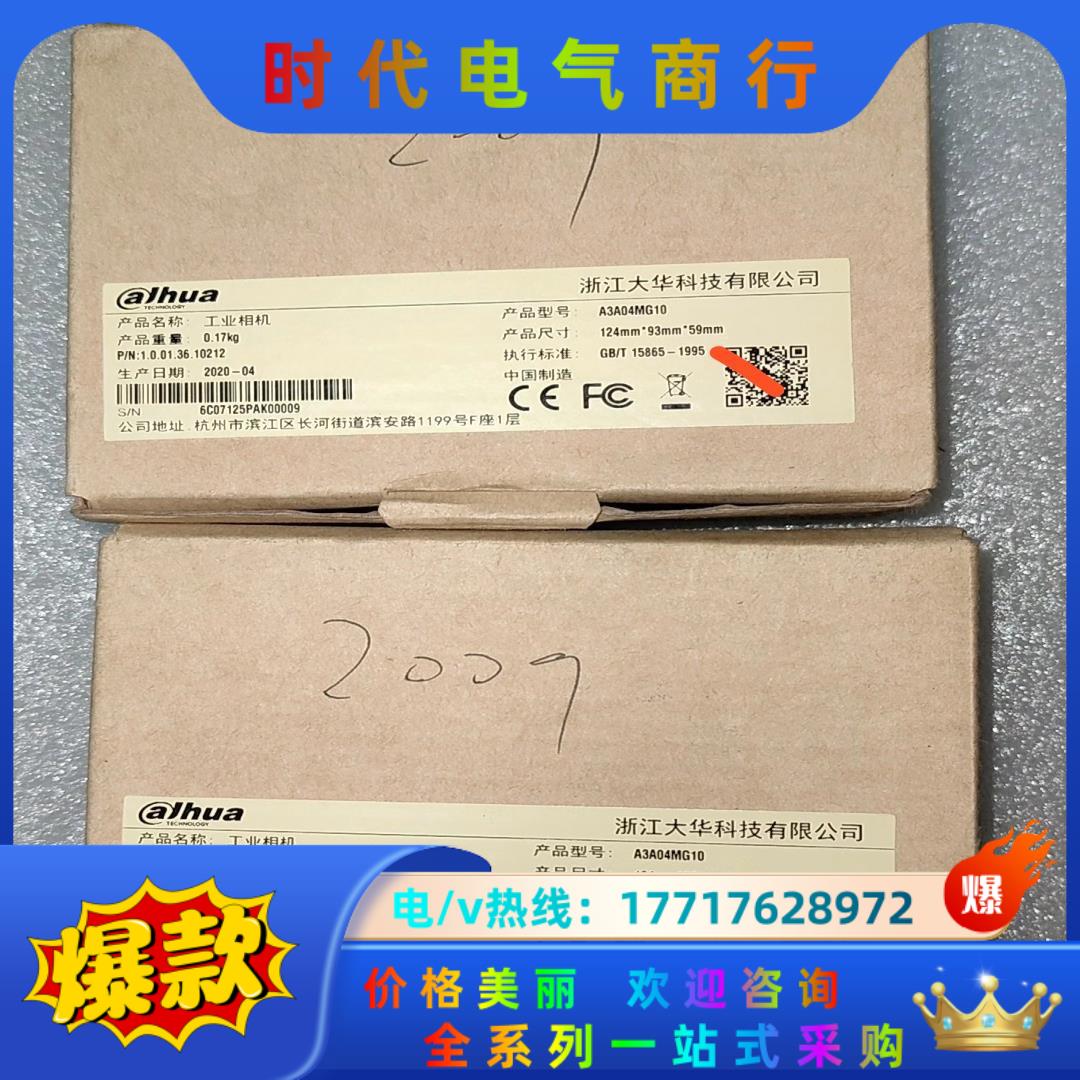 时代电气商行
2009
alhua
TECHNOLOGY
浙江大华科技有限公司
产品名称: 工业相机
产品型号: A3A04MG10
产品重量: 0.17kg
产品尺寸: 124mm*93mm*59mm
P/N:1.0.01.36.10212
执行标准: GB/T 15865-1995
生产日期: 2020-04
中国制造
CE FC
S/N 6C07125PAK00009
公司地址.杭州市滨江区长河街道滨安路1199号F座1层
2009
alhua
TECHNOLOGY
浙江大华科技有限公司
产品名称: 工业相机
产品型号: A3A04MG10
爆
电/v热线: 17717628972
爆款
价格美丽 欢迎咨询
全系列一站式采购